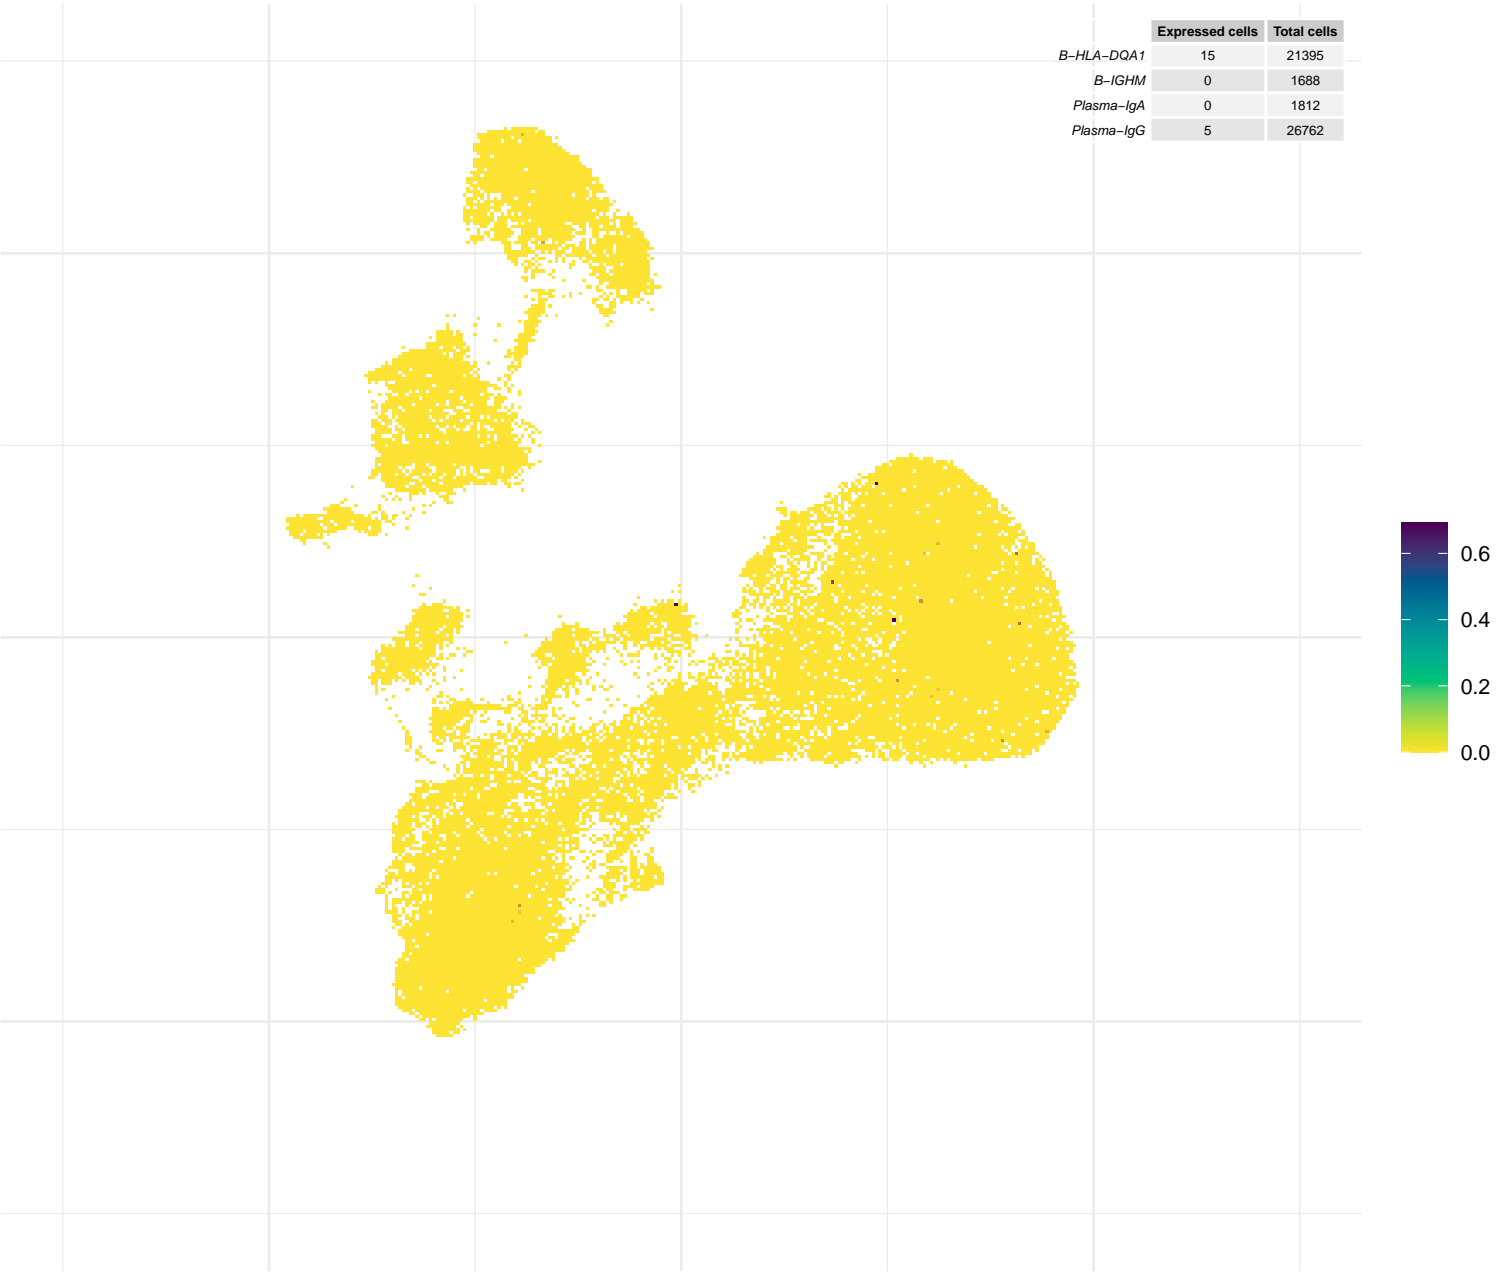 Expressed cells Total cells
B−HLA−DQA1 15 21395
B−IGHM 0 1688
Plasma−IgA 0 1812
Plasma−IgG 5 26762
0.6
0.4
0.2
0.0